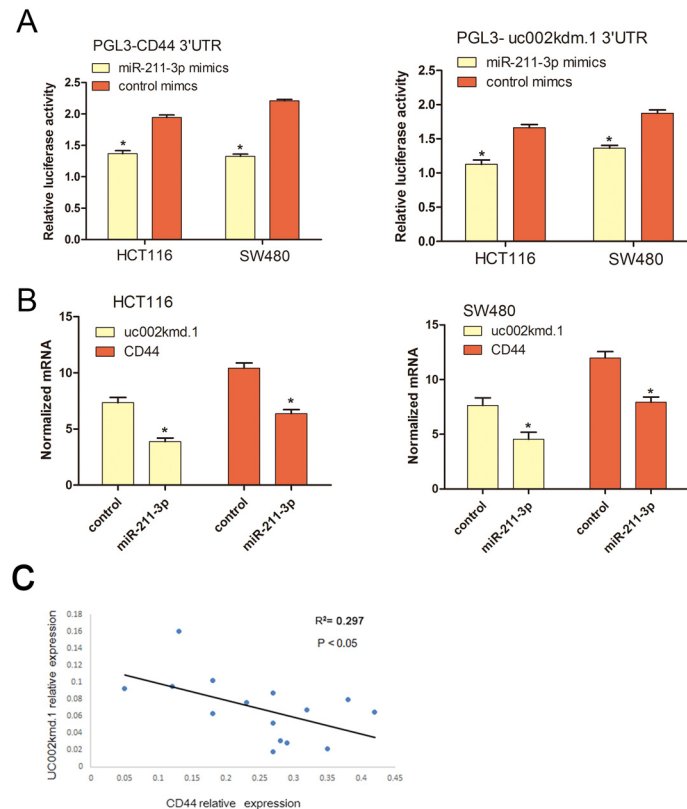 A
PGL3-CD44 3'UTR
miR-211-3p mimics
control mimcs
Relative luciferase activity
2.5
2.0
1.5
1.0
0.5
0.0
HCT116
SW480
PGL3- uc002kdm.1 3'UTR
miR-211-3p mimics
control mimcs
Relative luciferase activity
2.5
2.0
1.5
1.0
0.5
0.0
HCT116
SW480
* * * *
B
HCT116
uc002kmd.1
CD44
Normalized mRNA
15
10
5
0
* *
control
miR-211-3p
control
miR-211-3p
SW480
uc002kmd.1
CD44
Normalized mRNA
15
10
5
0
* *
control
miR-211-3p
control
miR-211-3p
C
UC002kmd.1 relative expression
0.18
0.16
0.14
0.12
0.1
0.08
0.06
0.04
0.02
0
R²= 0.297
P < 0.05
0 0.05 0.1 0.15 0.2 0.25 0.3 0.35 0.4 0.45
CD44 relative expression